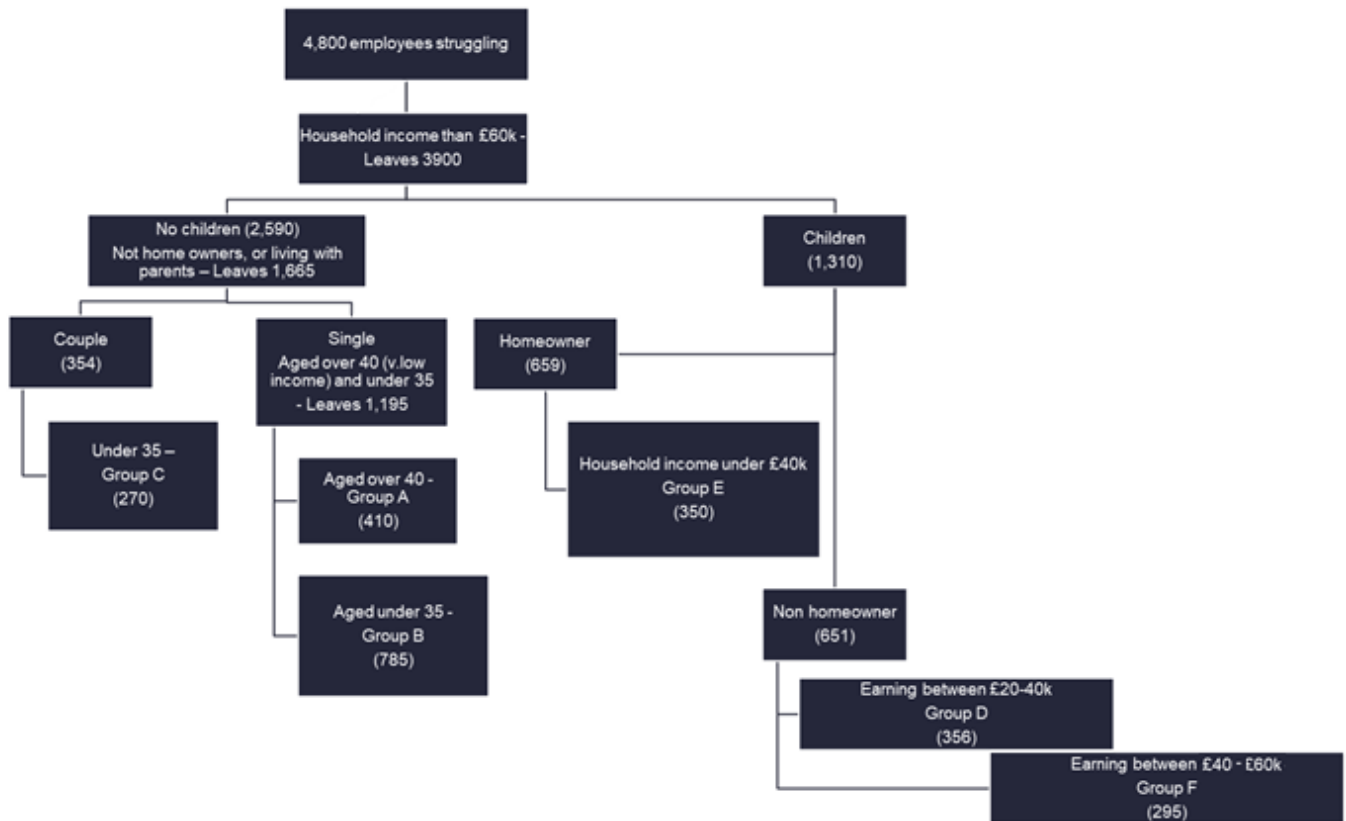 4,800 employees struggling
Household income than £60k -
Leaves 3900
No children (2,590)
Not home owners, or living with
parents – Leaves 1,665
Children
(1,310)
Couple
(354)
Single
Aged over 40 (v.low
income) and under 35
- Leaves 1,195
Homeowner
(659)
Under 35 –
Group C
(270)
Aged over 40 -
Group A
(410)
Household income under £40k
Group E
(350)
Aged under 35 -
Group B
(785)
Non homeowner
(651)
Earning between £20-40k
Group D
(356)
Earning between £40 - £60k
Group F
(295)